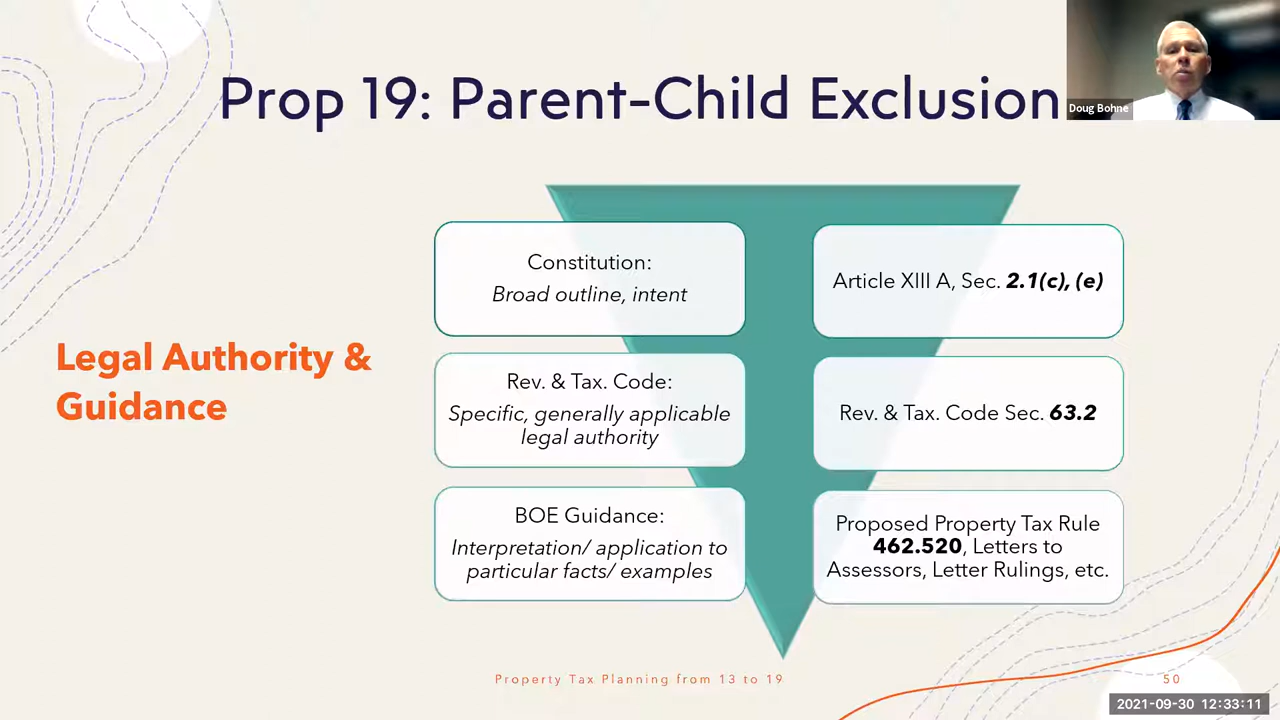 Prop 19: Parent-Child Exclusion
Doug Bohne
Legal Authority &
Guidance
Constitution:
Broad outline, intent
Article XIII A, Sec. 2.1(c), (e)
Rev. & Tax. Code:
Specific, generally applicable
legal authority
Rev. & Tax. Code Sec. 63.2
BOE Guidance:
Interpretation/ application to
particular facts/ examples
Proposed Property Tax Rule
462.520, Letters to
Assessors, Letter Rulings, etc.
Property Tax Planning from 13 to 19
50
2021-09-30 12:33:11